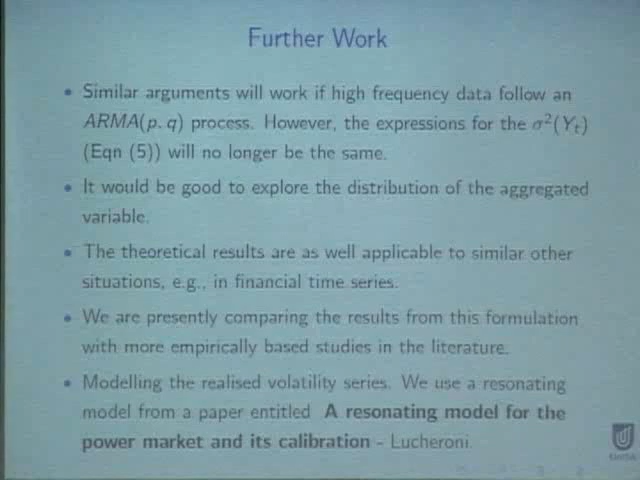 Further Work
• Similar arguments will work if high frequency data follow an
ARMA(p, q) process. However, the expressions for the σ²(Yₜ)
(Eqn (5)) will no longer be the same.
• It would be good to explore the distribution of the aggregated
variable.
• The theoretical results are as well applicable to similar other
situations, e.g., in financial time series.
• We are presently comparing the results from this formulation
with more empirically based studies in the literature.
• Modelling the realised volatility series. We use a resonating
model from a paper entitled A resonating model for the
power market and its calibration - Lucheroni.